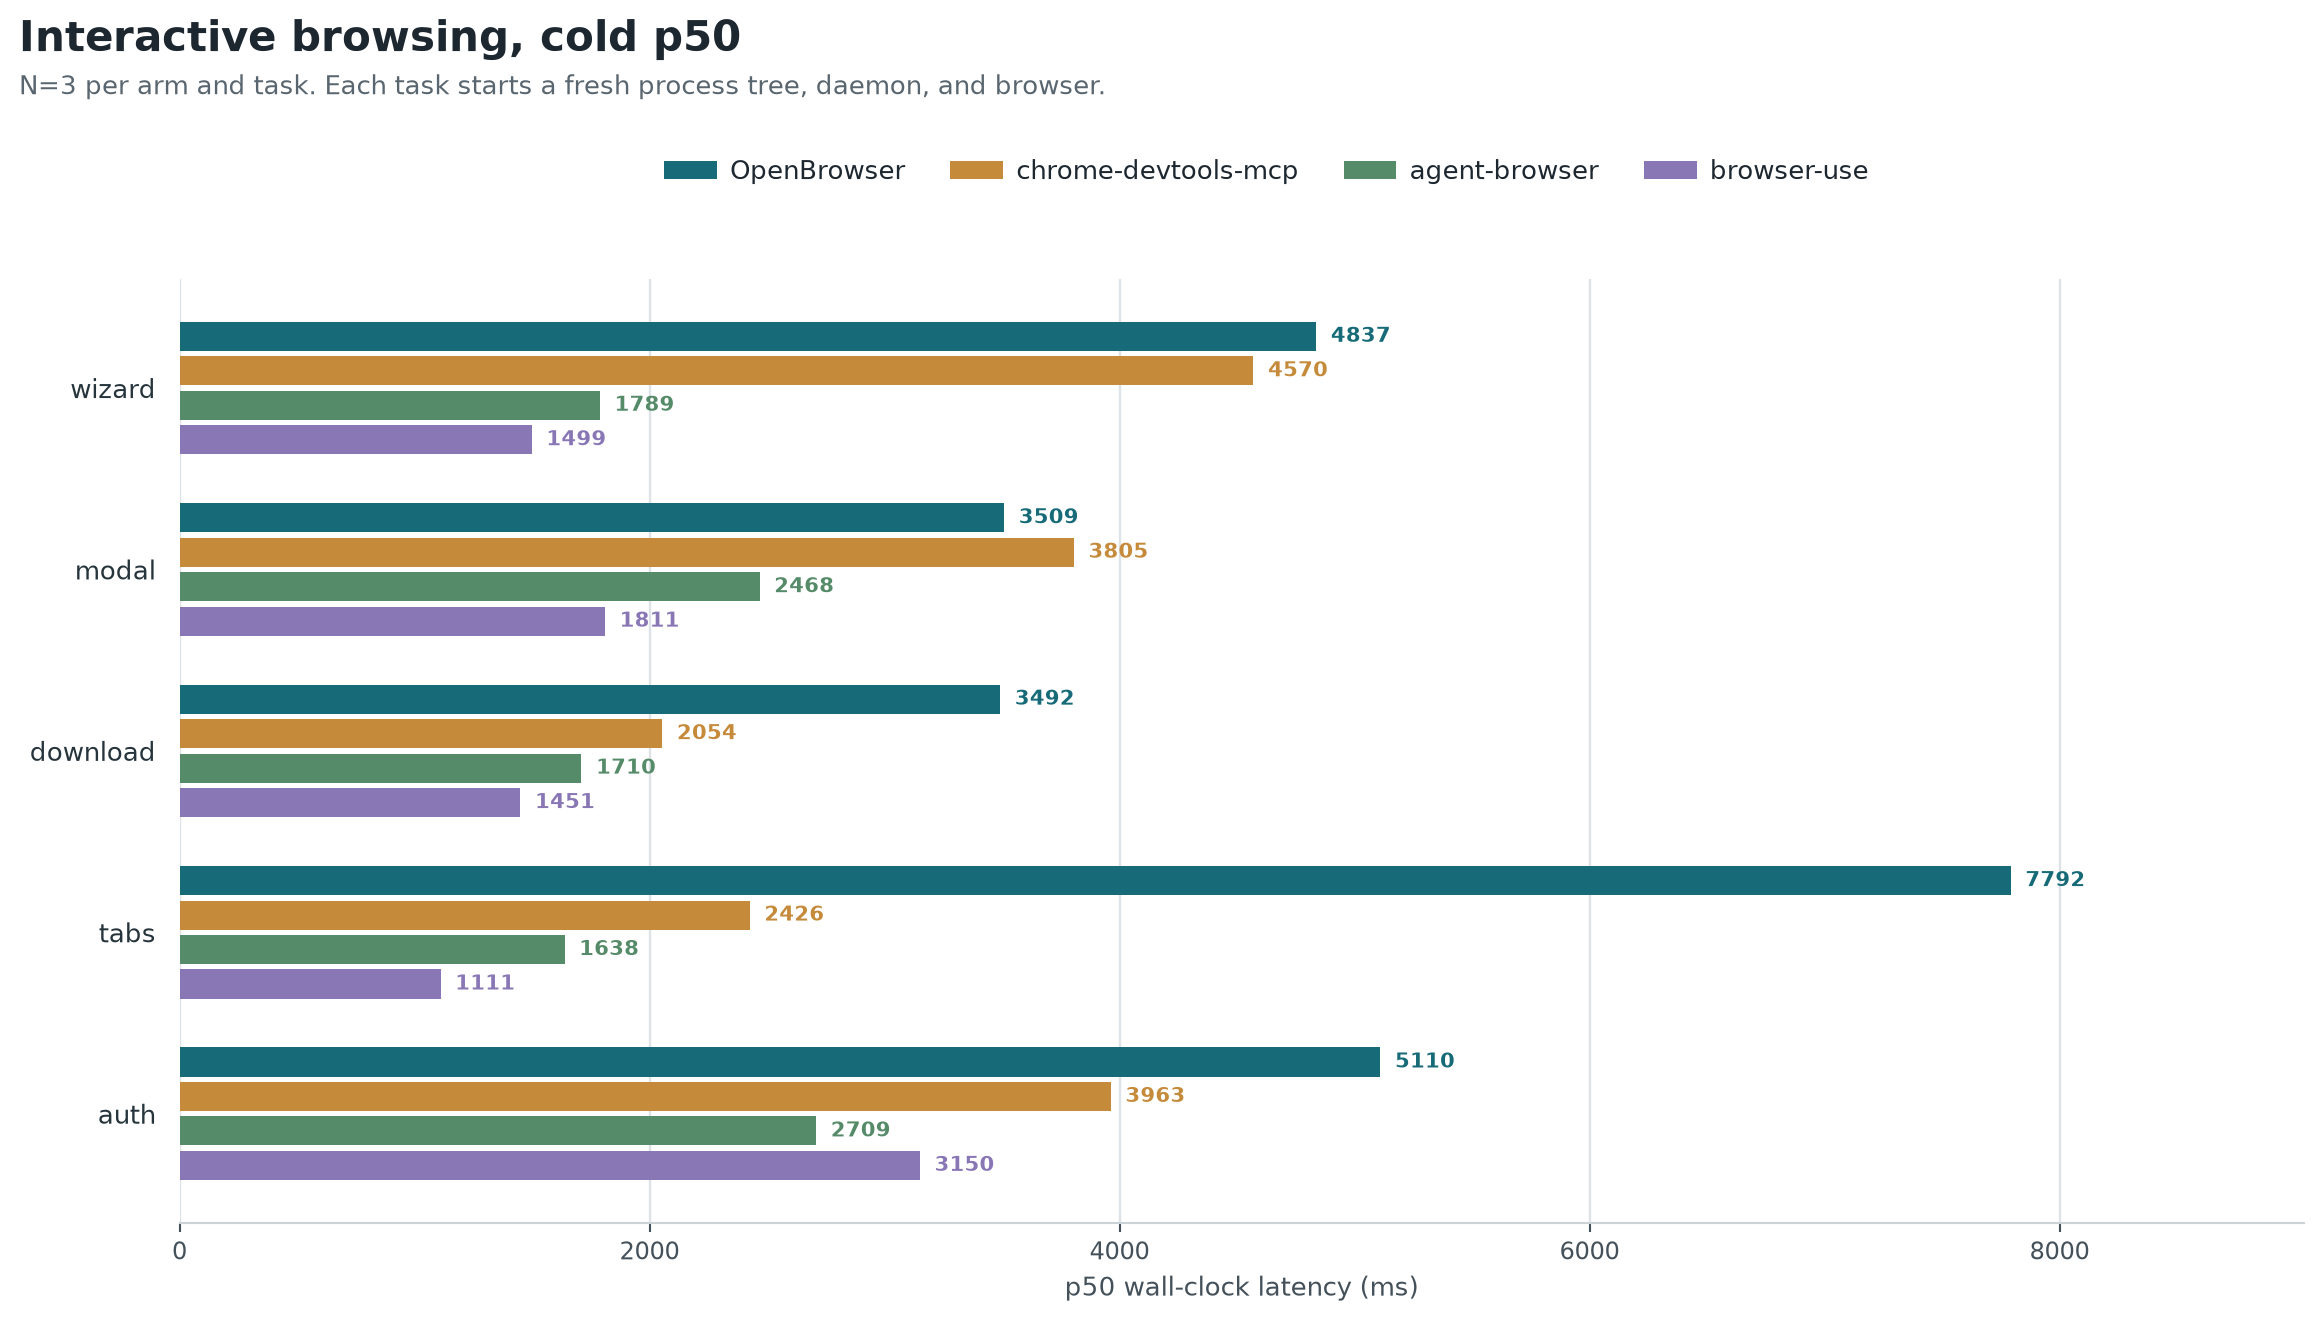 Interactive browsing, cold p50
N=3 per arm and task. Each task starts a fresh process tree, daemon, and browser.
OpenBrowser chrome-devtools-mcp agent-browser browser-use
4837
4570
wizard
1789
1499
3509
3805
modal
2468
1811
3492
2054
download
1710
1451
7792
2426
tabs
1638
1111
5110
3963
auth
2709
3150
0 2000 4000 6000 8000
p50 wall-clock latency (ms)